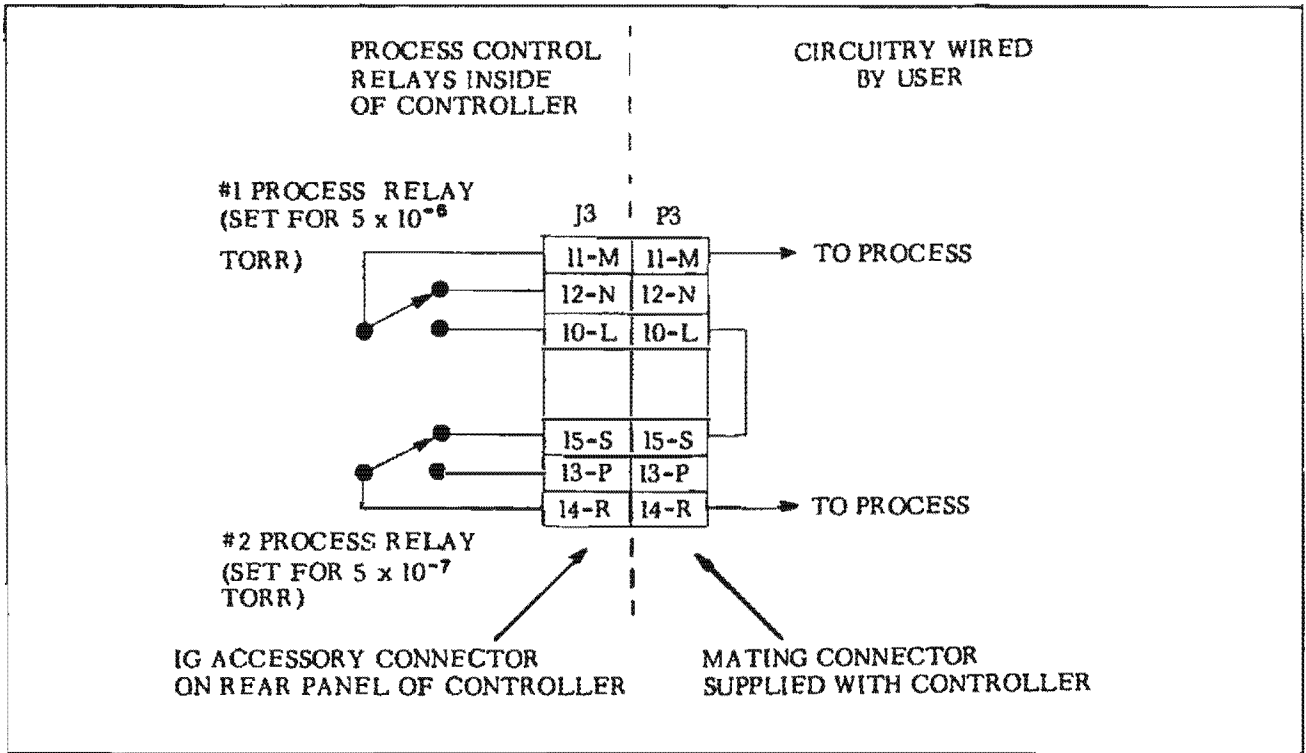 PROCESS CONTROL
RELAYS INSIDE
OF CONTROLLER
CIRCUITRY WIRED
BY USER
#1 PROCESS RELAY
(SET FOR 5 x 10⁻⁶
TORR)
J3 P3
11-M 11-M TO PROCESS
12-N 12-N
10-L 10-L
15-S 15-S
13-P 13-P
14-R 14-R TO PROCESS
#2 PROCESS RELAY
(SET FOR 5 x 10⁻⁷
TORR)
IG ACCESSORY CONNECTOR
ON REAR PANEL OF CONTROLLER
MATING CONNECTOR
SUPPLIED WITH CONTROLLER